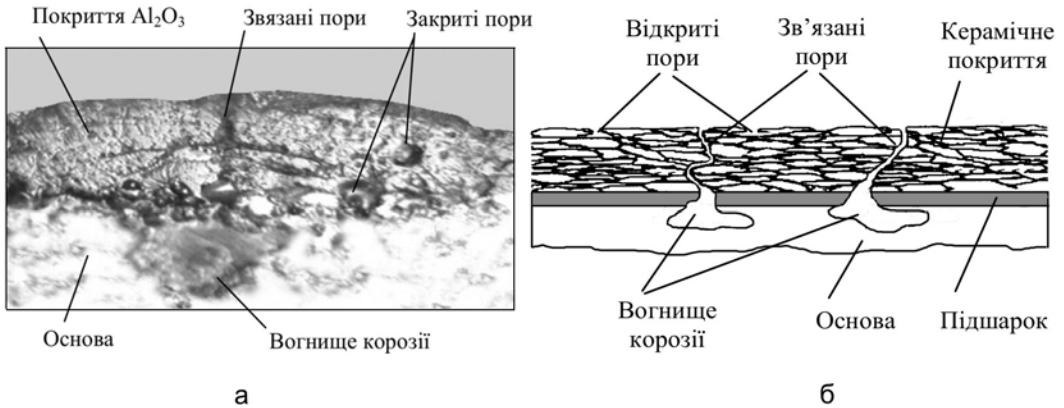 Покриття Al₂O₃
Звязані пори
Закриті пори
Основа
Вогнище корозії
а
Відкриті
пори
Зв’язані
пори
Керамічне
покриття
Вогнище
корозії
Основа
Підшарок
б